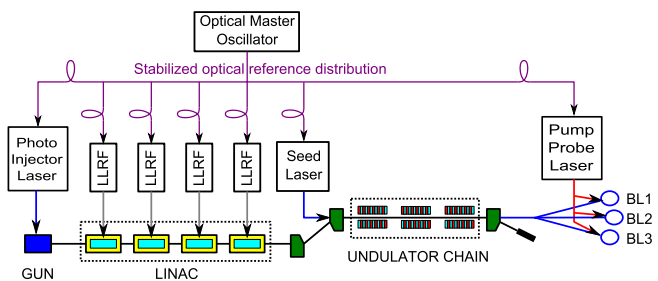 Optical Master
Oscillator
Stabilized optical reference distribution
Photo
Injector
Laser
LLRF
LLRF
LLRF
LLRF
Seed
Laser
Pump
Probe
Laser
BL1
BL2
BL3
GUN
LINAC
UNDULATOR CHAIN